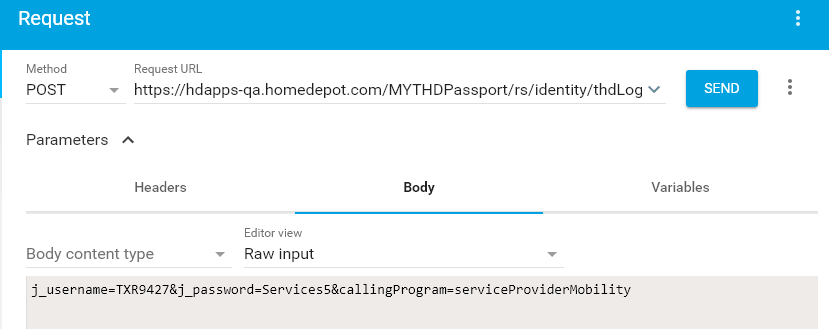 Request
Method
Request URL
POST
https://hdapps-qa.homedepot.com/MYTHDPassport/rs/identity/thdLog
SEND
Parameters
Headers
Body
Variables
Editor view
Body content type
Raw input
j_username=TXR9427&j_password=Services5&callingProgram=serviceProviderMobility